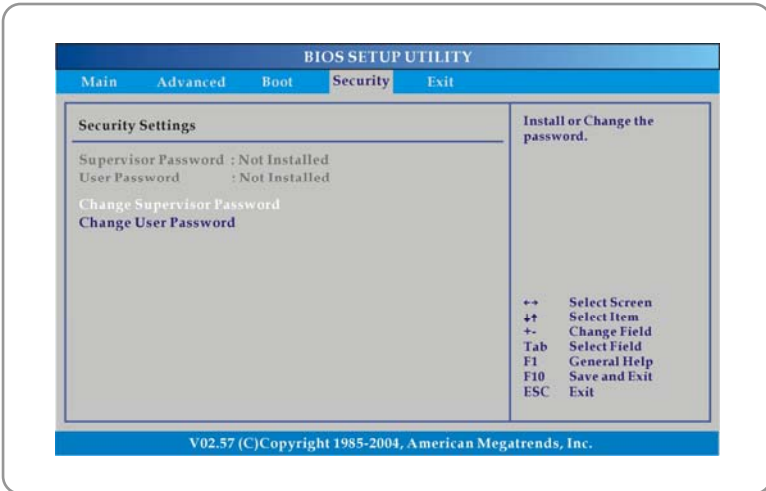 BIOS SETUP UTILITY
Main Advanced Boot Security Exit
Security Settings
Supervisor Password : Not Installed
User Password : Not Installed
Change Supervisor Password
Change User Password
Install or Change the
password.
↔ Select Screen
↓↑ Select Item
+- Change Field
Tab Select Field
F1 General Help
F10 Save and Exit
ESC Exit
V02.57 (C)Copyright 1985-2004, American Megatrends, Inc.